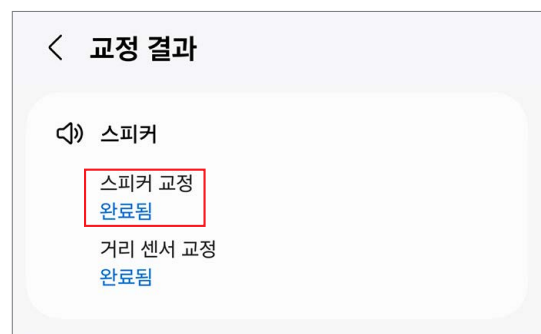 교정 결과
스피커
스피커 교정
완료됨
거리 센서 교정
완료됨